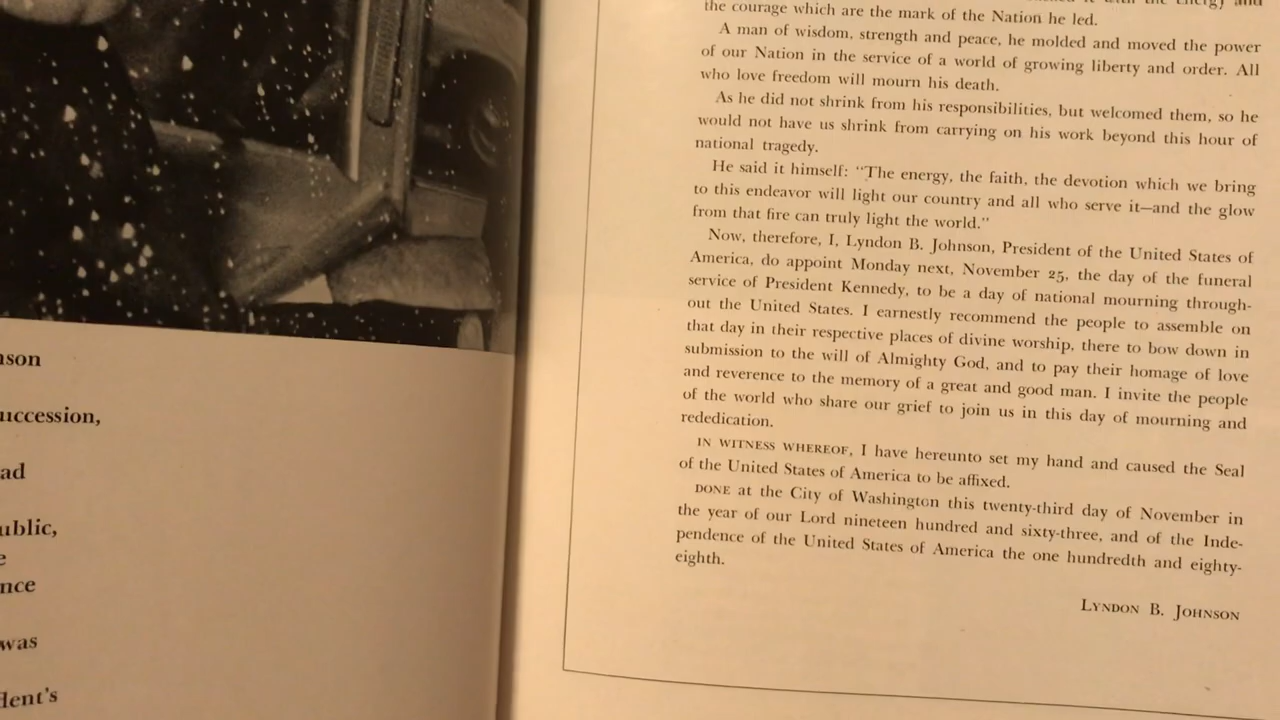 nson
uccession,
ad
ublic,
e
nce
was
dent's
the courage which are the mark of the Nation he led.
A man of wisdom, strength and peace, he molded and moved the power
of our Nation in the service of a world of growing liberty and order. All
who love freedom will mourn his death.
As he did not shrink from his responsibilities, but welcomed them, so he
would not have us shrink from carrying on his work beyond this hour of
national tragedy.
He said it himself: "The energy, the faith, the devotion which we bring
to this endeavor will light our country and all who serve it—and the glow
from that fire can truly light the world."
Now, therefore, I, Lyndon B. Johnson, President of the United States of
America, do appoint Monday next, November 25, the day of the funeral
service of President Kennedy, to be a day of national mourning through-
out the United States. I earnestly recommend the people to assemble on
that day in their respective places of divine worship, there to bow down in
submission to the will of Almighty God, and to pay their homage of love
and reverence to the memory of a great and good man. I invite the people
of the world who share our grief to join us in this day of mourning and
rededication.
IN WITNESS WHEREOF, I have hereunto set my hand and caused the Seal
of the United States of America to be affixed.
DONE at the City of Washington this twenty-third day of November in
the year of our Lord nineteen hundred and sixty-three, and of the Inde-
pendence of the United States of America the one hundredth and eighty-
eighth.
LYNDON B. JOHNSON